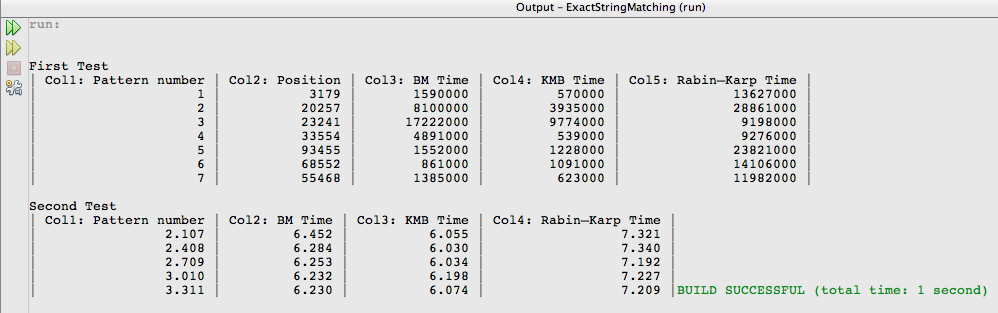 Output – ExactStringMatching (run)
run:
First Test
| Col1: Pattern number | Col2: Position | Col3: BM Time | Col4: KMB Time | Col5: Rabin–Karp Time |
| 1 | 3179 | 1590000 | 570000 | 13627000 |
| 2 | 20257 | 8100000 | 3935000 | 28861000 |
| 3 | 23241 | 17222000 | 9774000 | 9198000 |
| 4 | 33554 | 4891000 | 539000 | 9276000 |
| 5 | 93455 | 1552000 | 1228000 | 23821000 |
| 6 | 68552 | 861000 | 1091000 | 14106000 |
| 7 | 55468 | 1385000 | 623000 | 11982000 |
Second Test
| Col1: Pattern number | Col2: BM Time | Col3: KMB Time | Col4: Rabin–Karp Time |
| 2.107 | 6.452 | 6.055 | 7.321 |
| 2.408 | 6.284 | 6.030 | 7.340 |
| 2.709 | 6.253 | 6.034 | 7.192 |
| 3.010 | 6.232 | 6.198 | 7.227 |
| 3.311 | 6.230 | 6.074 | 7.209 |BUILD SUCCESSFUL (total time: 1 second)